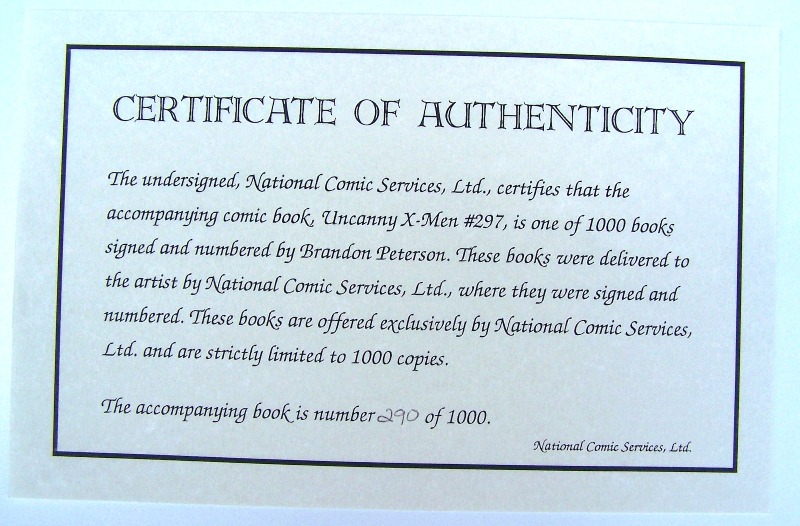 CERTIFICATE OF AUTHENTICITY
The undersigned, National Comic Services, Ltd., certifies that the
accompanying comic book, Uncanny X-Men #297, is one of 1000 books
signed and numbered by Brandon Peterson. These books were delivered to
the artist by National Comic Services, Ltd., where they were signed and
numbered. These books are offered exclusively by National Comic Services,
Ltd. and are strictly limited to 1000 copies.
The accompanying book is number 290 of 1000.
National Comic Services, Ltd.